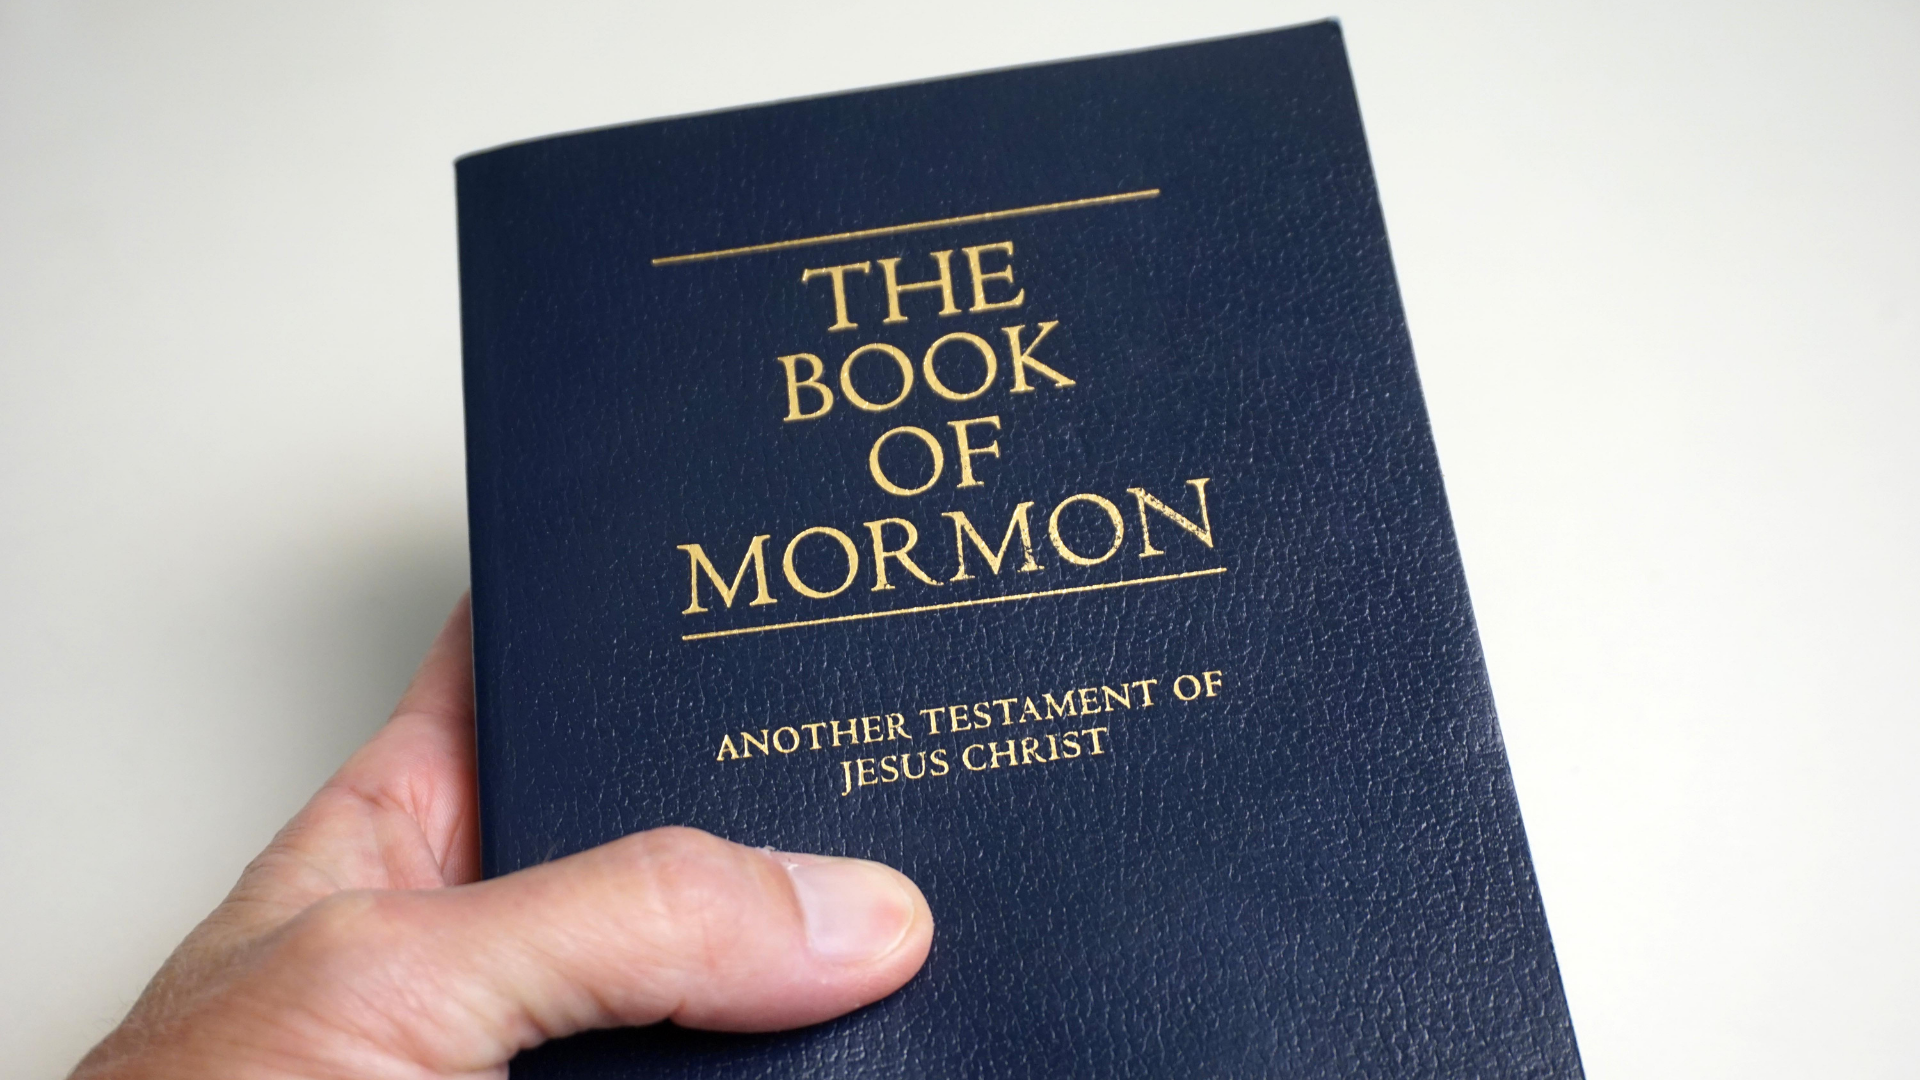 THE
BOOK
OF
MORMON
ANOTHER TESTAMENT OF
JESUS CHRIST